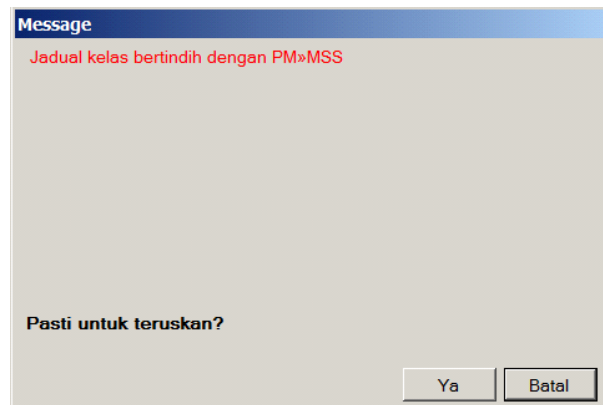 Message
Jadual kelas bertindih dengan PM»MSS
Pasti untuk teruskan?
Ya
Batal